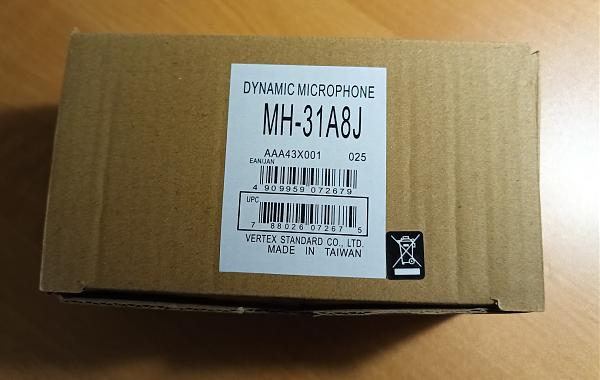 DYNAMIC MICROPHONE
MH-31A8J
AAA43X001 025
EAN/JAN
4 909959 072679
UPC
7 88026 07267 5
VERTEX STANDARD CO., LTD.
MADE IN TAIWAN